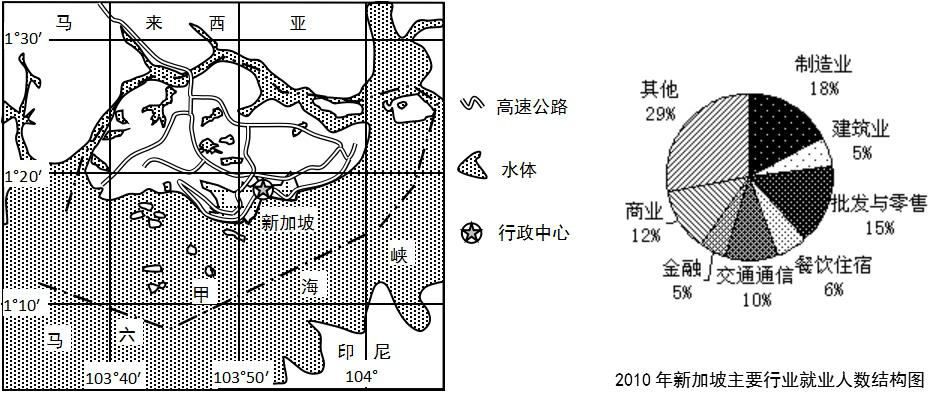 马 来 西 亚
1°30′
1°20′
新加坡
峡
海
甲
1°10′
六
马
印 尼
103°40′ 103°50′ 104°
高速公路
水体
行政中心
制造业
18%
其他
29%
建筑业
5%
批发与零售
15%
商业
12%
金融
5%
交通通信
10%
餐饮住宿
6%
2010 年新加坡主要行业就业人数结构图